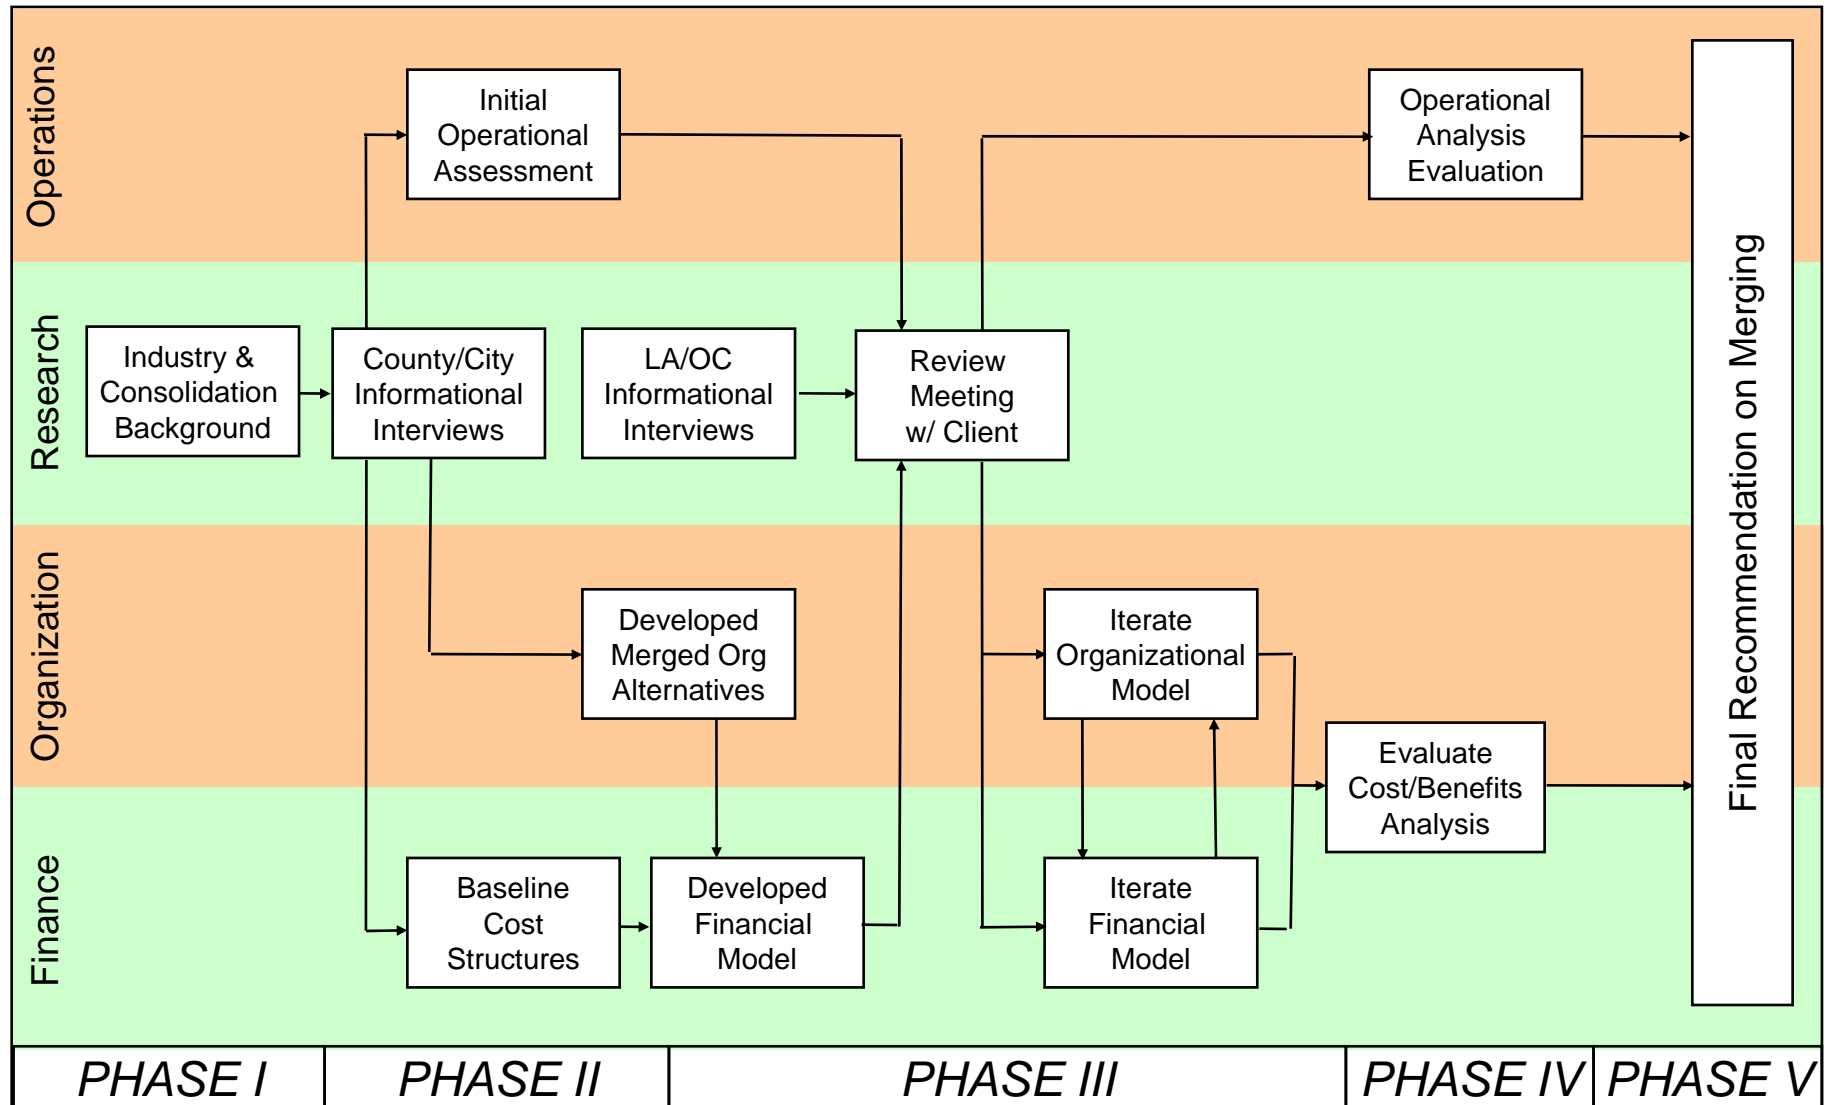 Operations
Initial
Operational
Assessment
Operational
Analysis
Evaluation
Research
Industry &
Consolidation
Background
County/City
Informational
Interviews
LA/OC
Informational
Interviews
Review
Meeting
w/ Client
Organization
Developed
Merged Org
Alternatives
Iterate
Organizational
Model
Evaluate
Cost/Benefits
Analysis
Finance
Baseline
Cost
Structures
Developed
Financial
Model
Iterate
Financial
Model
Final Recommendation on Merging
PHASE I
PHASE II
PHASE III
PHASE IV
PHASE V